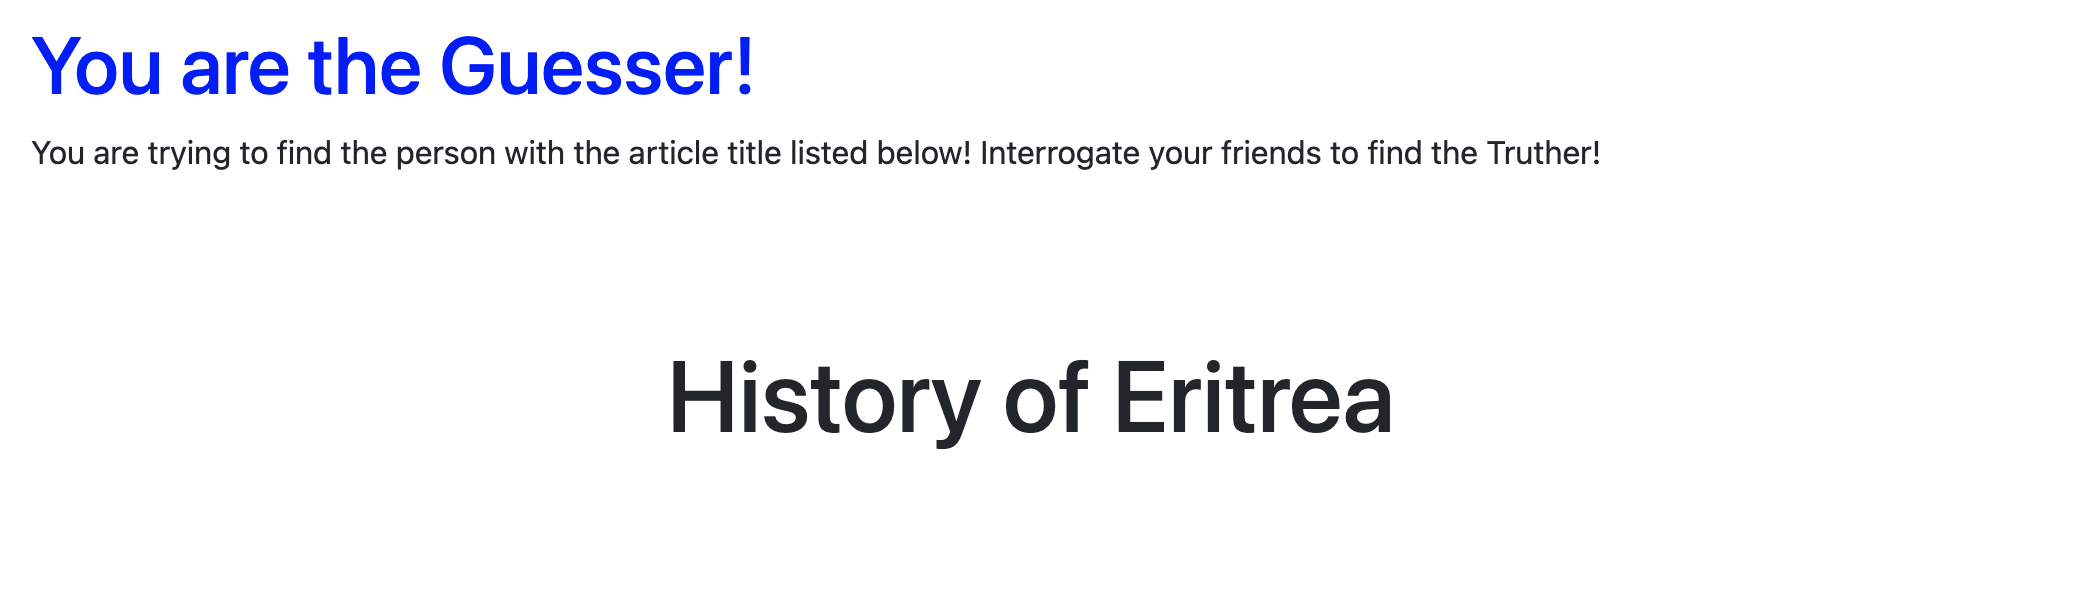 You are the Guesser!
You are trying to find the person with the article title listed below! Interrogate your friends to find the Truther!
History of Eritrea